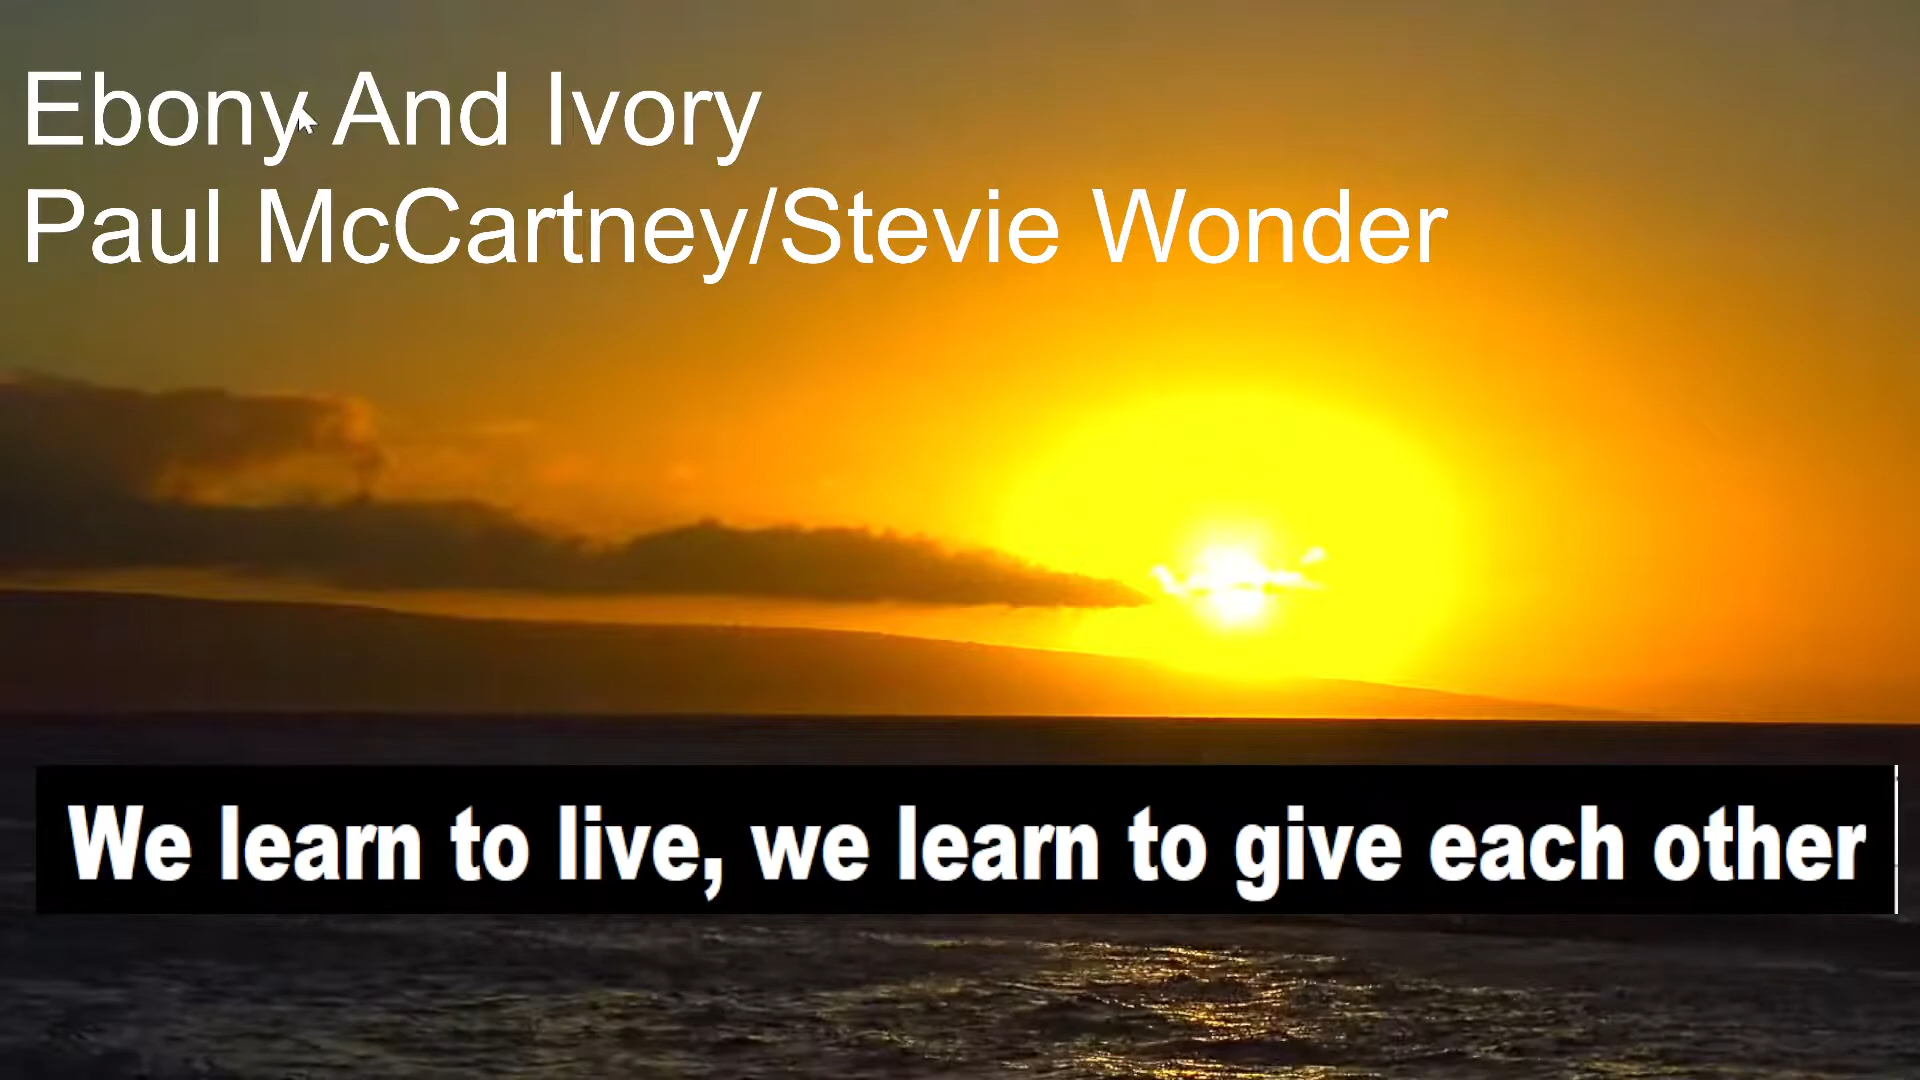 Ebony And Ivory
Paul McCartney/Stevie Wonder
We learn to live, we learn to give each other